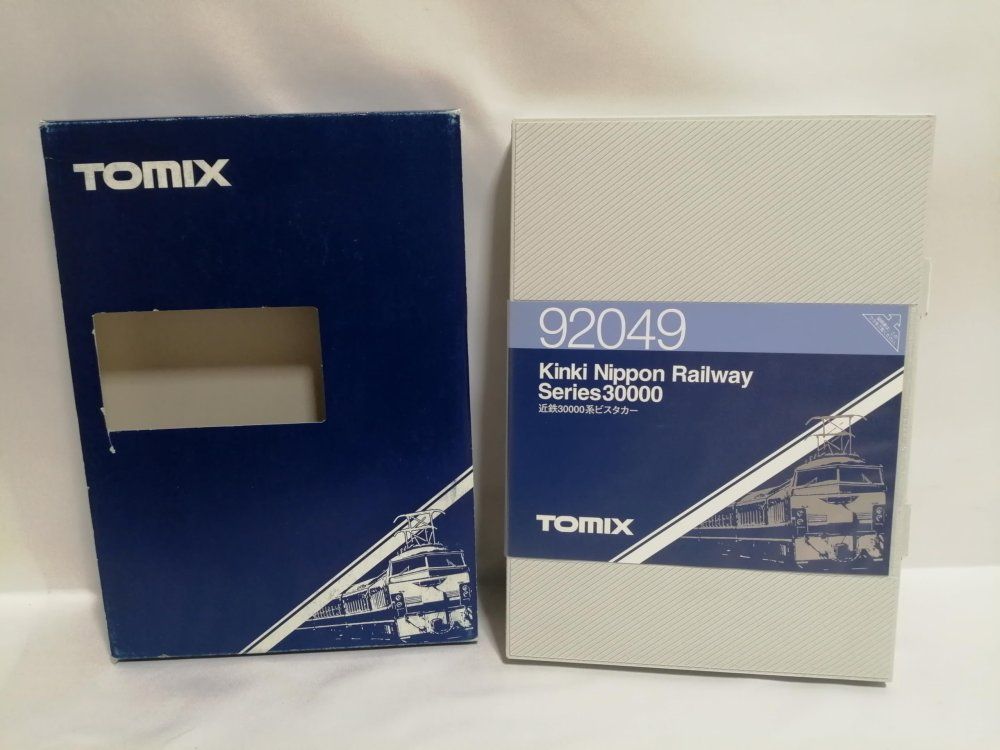 TOMIX
92049
Kinki Nippon Railway
Series30000
近鉄30000系ビスタカー
TOMIX